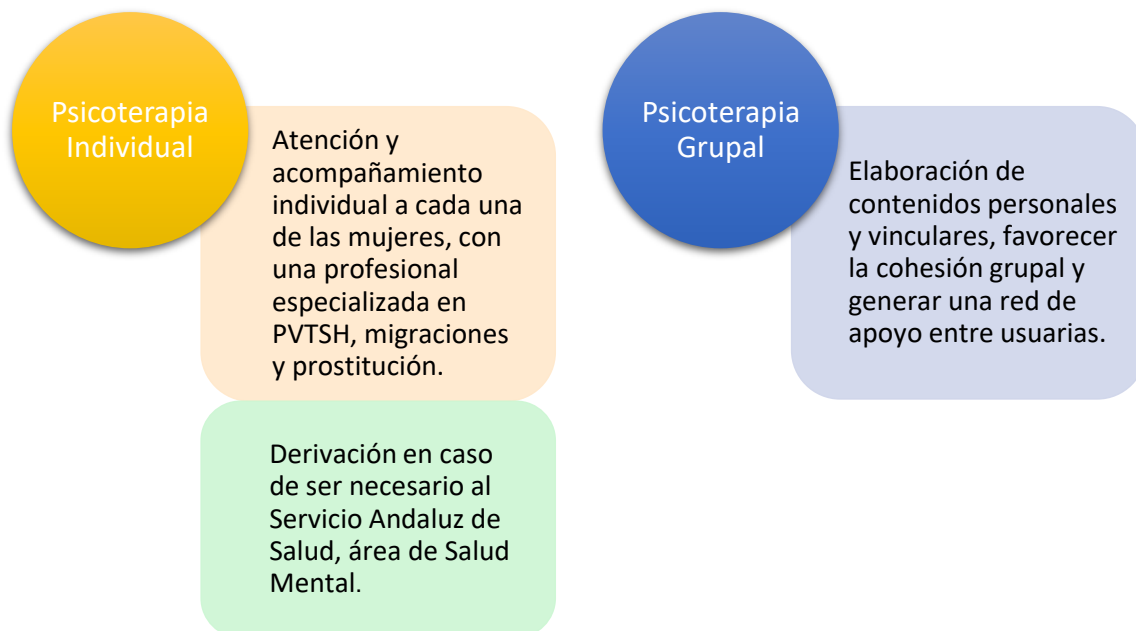 Psicoterapia
Individual
Atención y
acompañamiento
individual a cada una
de las mujeres, con
una profesional
especializada en
PVTSH, migraciones
y prostitución.
Derivación en caso
de ser necesario al
Servicio Andaluz de
Salud, área de Salud
Mental.
Psicoterapia
Grupal
Elaboración de
contenidos personales
y vinculares, favorecer
la cohesión grupal y
generar una red de
apoyo entre usuarias.